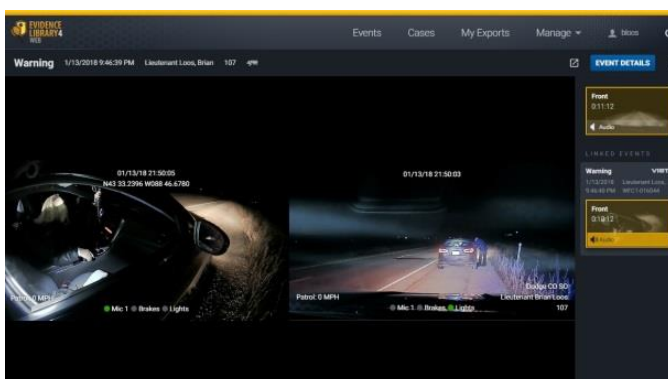 EVIDENCE
LIBRARY4
WEB
Events Cases My Exports Manage bloos
Warning 1/13/2018 9:46:39 PM Lieutenant Loos, Brian 107
EVENT DETAILS
Front
0:11:12
Audio
LINKED EVENTS
Warning
1/13/2018 Lieutenant Loos,
9:46:40 PM
Front
Audio
01/13/18 21:50:05
N43 33.2396 W088 46.6780
Patrol: 0 MPH
Mic 1 Brakes Lights
01/13/18 21:50:03
Patrol: 0 MPH
Dodge CO SO
Lieutenant Brian Loos
Mic 1 Brakes Lights 107